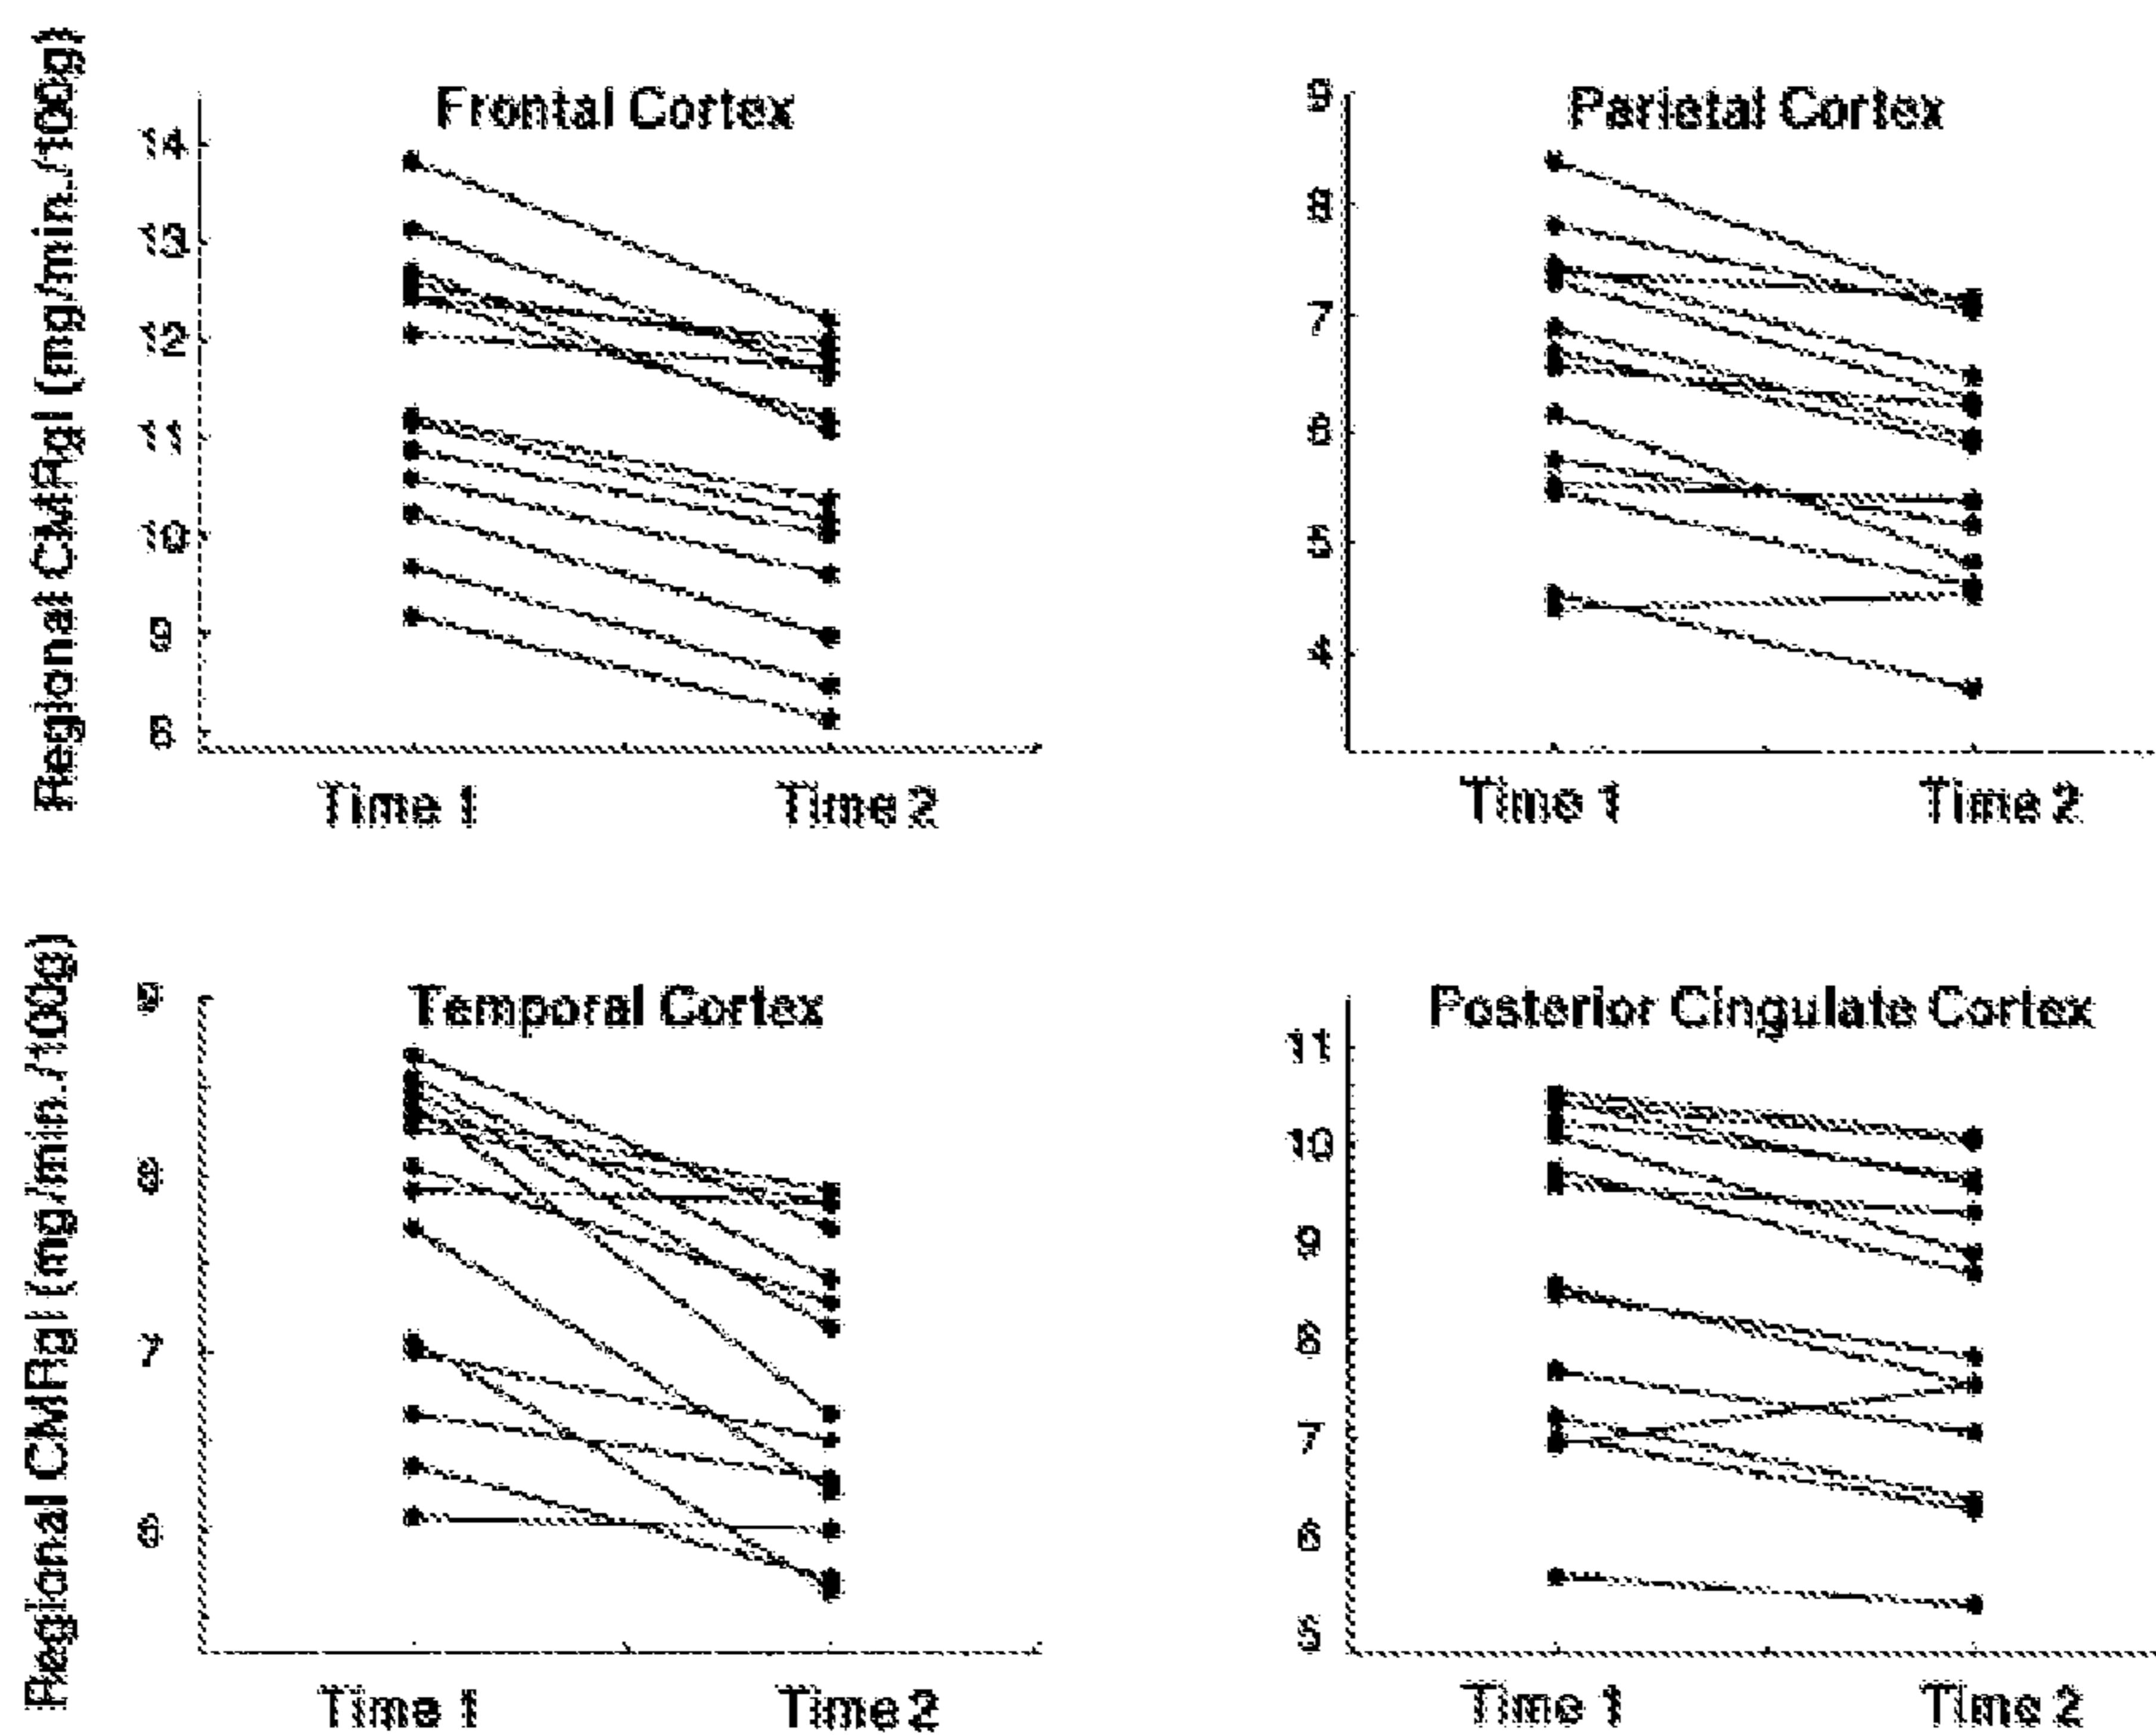 Regional CMRgl (mg/min./100g)
Frontal Cortex
14
13
12
11
10
9
8
Time 1 Time 2
Parietal Cortex
9
8
7
6
5
4
Time 1 Time 2
Regional CMRgl (mg/min./100g)
Temporal Cortex
9
8
7
6
Time 1 Time 2
Posterior Cingulate Cortex
11
10
9
8
7
6
5
Time 1 Time 2